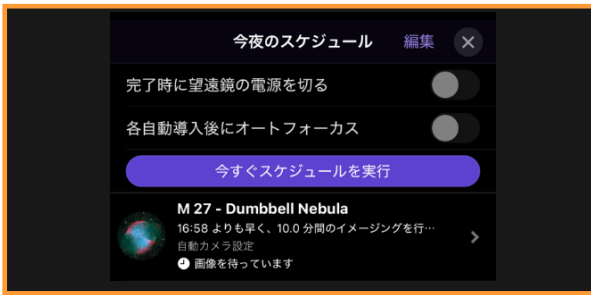 今夜のスケジュール 編集
完了時に望遠鏡の電源を切る
各自動導入後にオートフォーカス
今すぐスケジュールを実行
M 27 - Dumbbell Nebula
16:58 よりも早く、10.0 分間のイメージングを行…
自動カメラ設定
画像を待っています